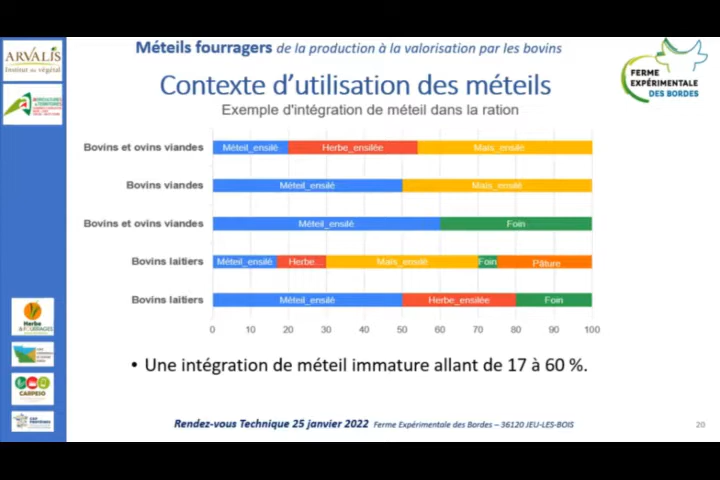 Méteils fourragers de la production à la valorisation par les bovins
ARVALIS
Institut du végétal
Contexte d'utilisation des méteils
FERME
EXPÉRIMENTALE
DES BORDES
Exemple d'intégration de méteil dans la ration
Bovins et ovins viandes Méteil_ensilé Herbe_ensilée Maïs_ensilé
Bovins viandes Méteil_ensilé Maïs_ensilé
Bovins et ovins viandes Méteil_ensilé Foin
Bovins laitiers Méteil_ensilé Herbe... Maïs_ensilé Foin Pâture
Bovins laitiers Méteil_ensilé Herbe_ensilée Foin
0 10 20 30 40 50 60 70 80 90 100
Herbe
& FOURRAGES
CARPESO
• Une intégration de méteil immature allant de 17 à 60 %.
Rendez-vous Technique 25 janvier 2022 Ferme Expérimentale des Bordes – 36120 JEU-LES-BOIS
20